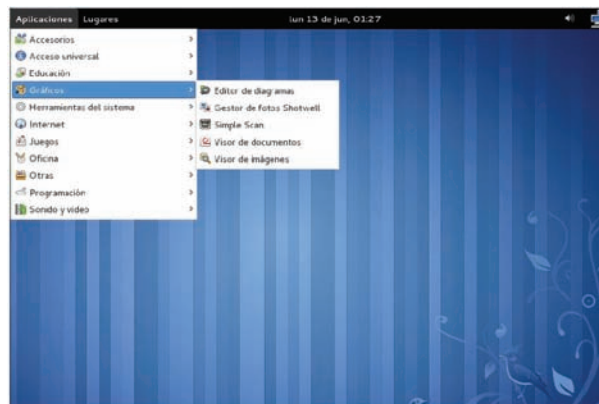 Aplicaciones Lugares lun 13 de jun, 01:27
Accesorios
Acceso universal
Educación
Gráficos
Herramientas del sistema
Internet
Juegos
Oficina
Otras
Programación
Sonido y vídeo
Editor de diagramas
Gestor de fotos Shotwell
Simple Scan
Visor de documentos
Visor de imágenes